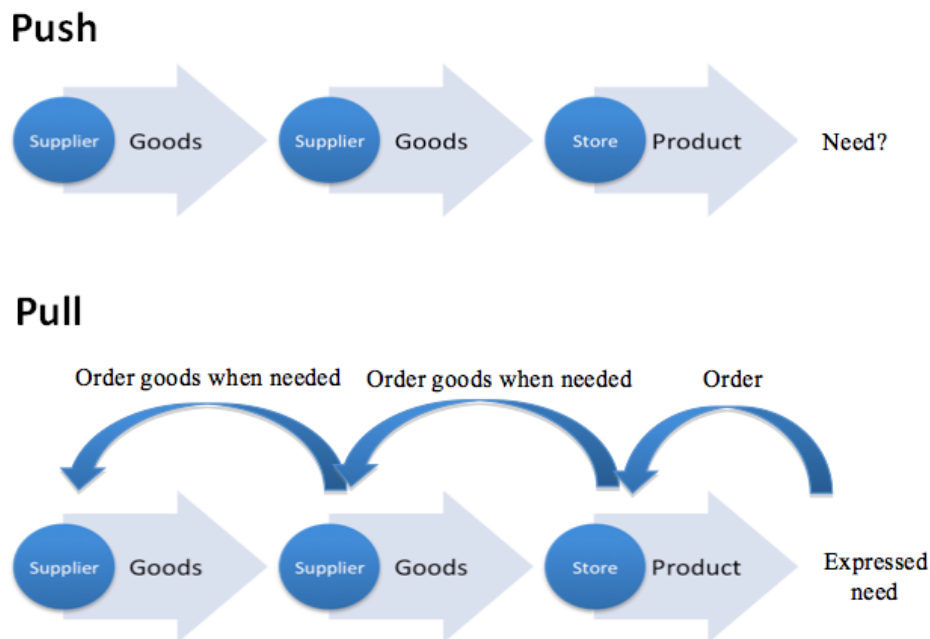 Push
Supplier Goods Supplier Goods Store Product Need?
Pull
Order goods when needed Order goods when needed Order
Supplier Goods Supplier Goods Store Product Expressed
need